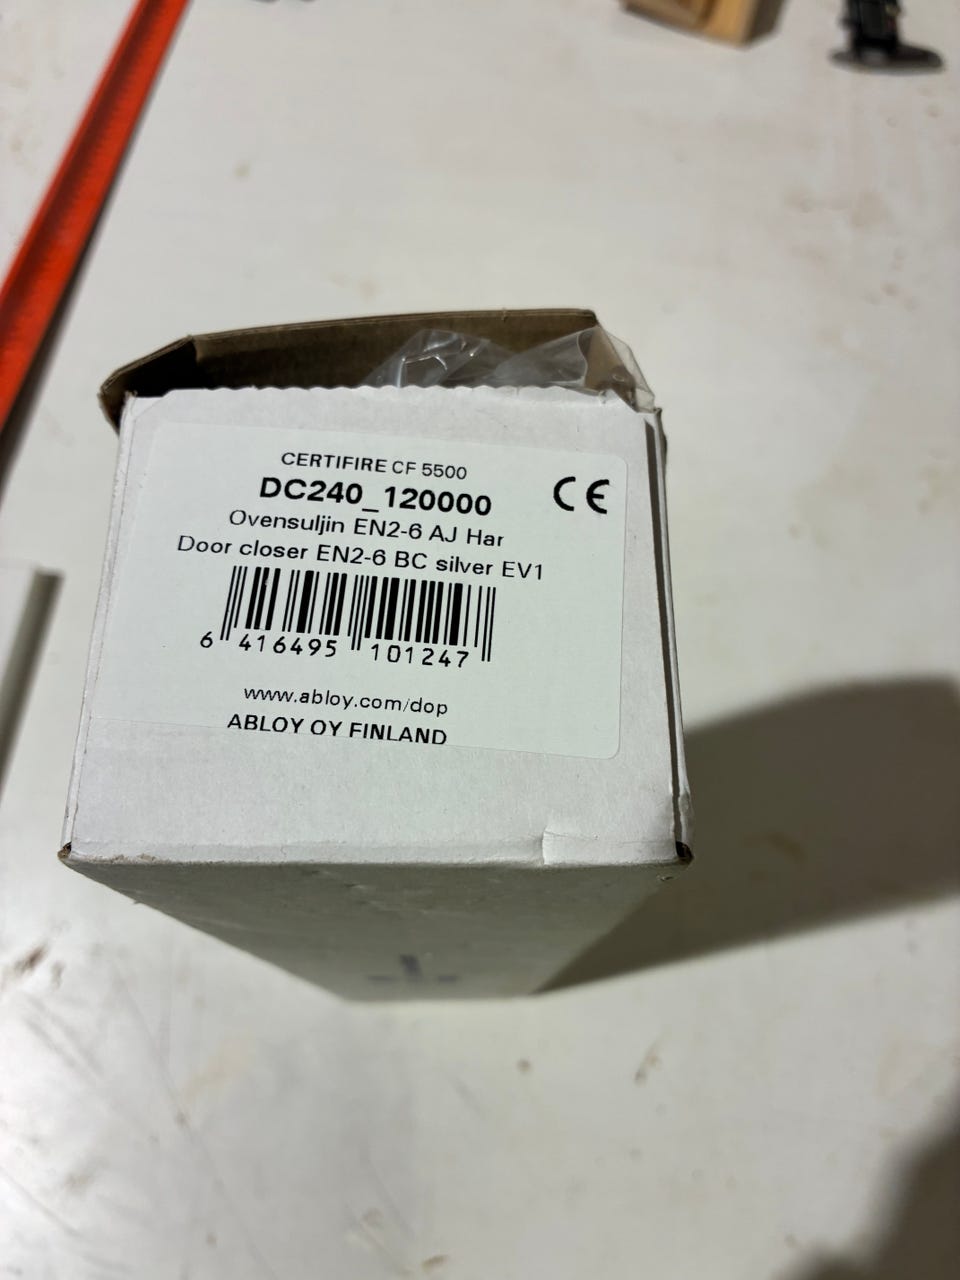 CERTIFIRE CF 5500
DC240_120000
CE
Ovensuljin EN2-6 AJ Har
Door closer EN2-6 BC silver EV1
6 416495 101247
www.abloy.com/dop
ABLOY OY FINLAND